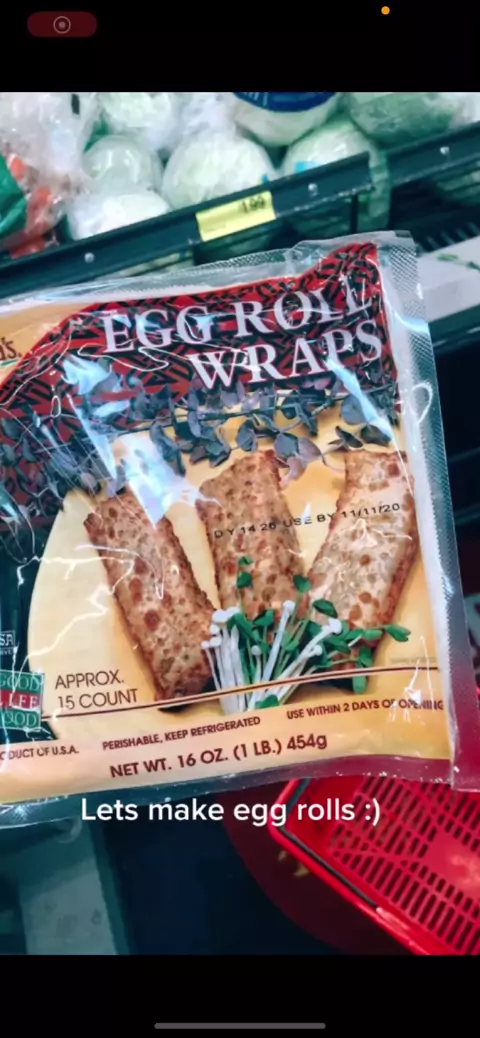 1.99
EGG ROLL
WRAPS
D Y 14 20 USE BY 11/11/20
APPROX.
15 COUNT
PERISHABLE, KEEP REFRIGERATED
USE WITHIN 2 DAYS OF OPENING
NET WT. 16 OZ. (1 LB.) 454g
Lets make egg rolls :)